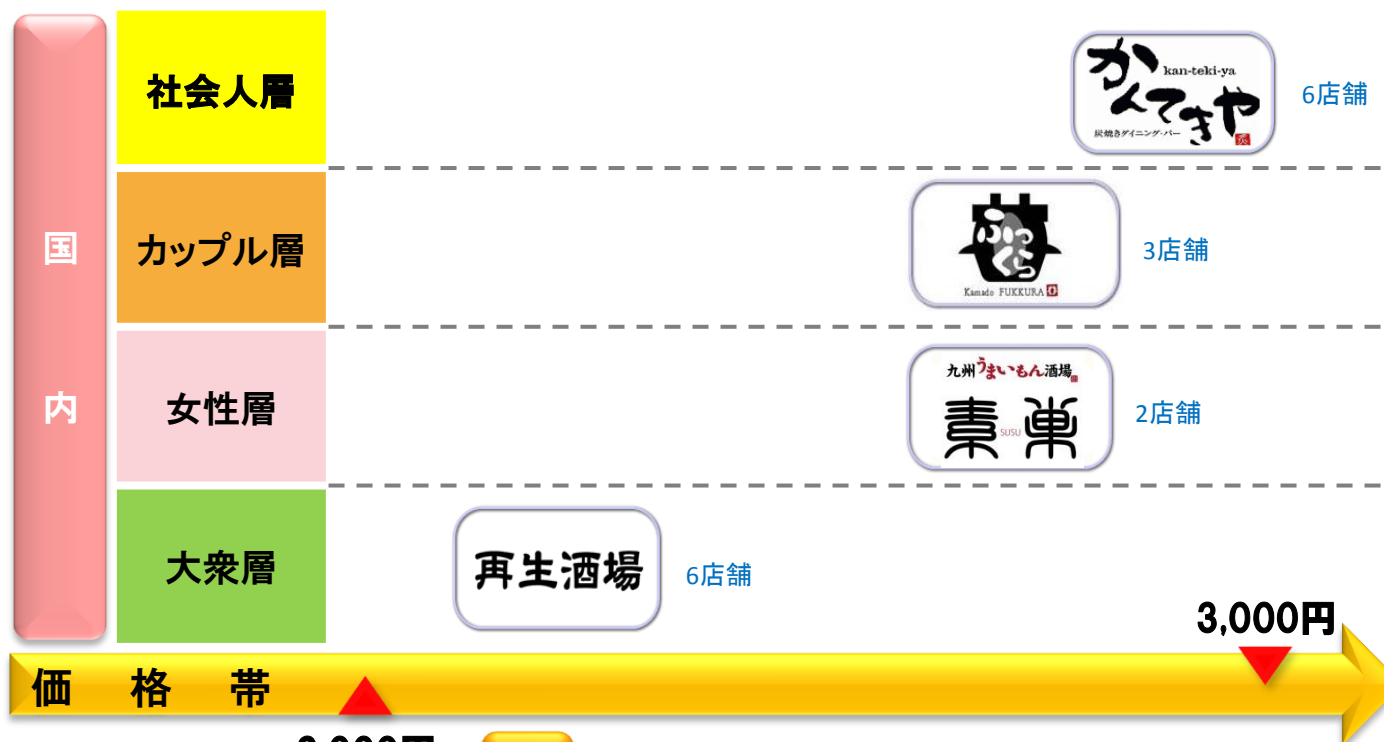 社会人層
かんてきや
kan-teki-ya
炭焼きダイニング・バー
6店舗
国内
カップル層
ふっくら
Kamado FUKKURA
3店舗
女性層
九州うまいもん酒場
素巣
SUSU
2店舗
大衆層
再生酒場
6店舗
3,000円
価格帯